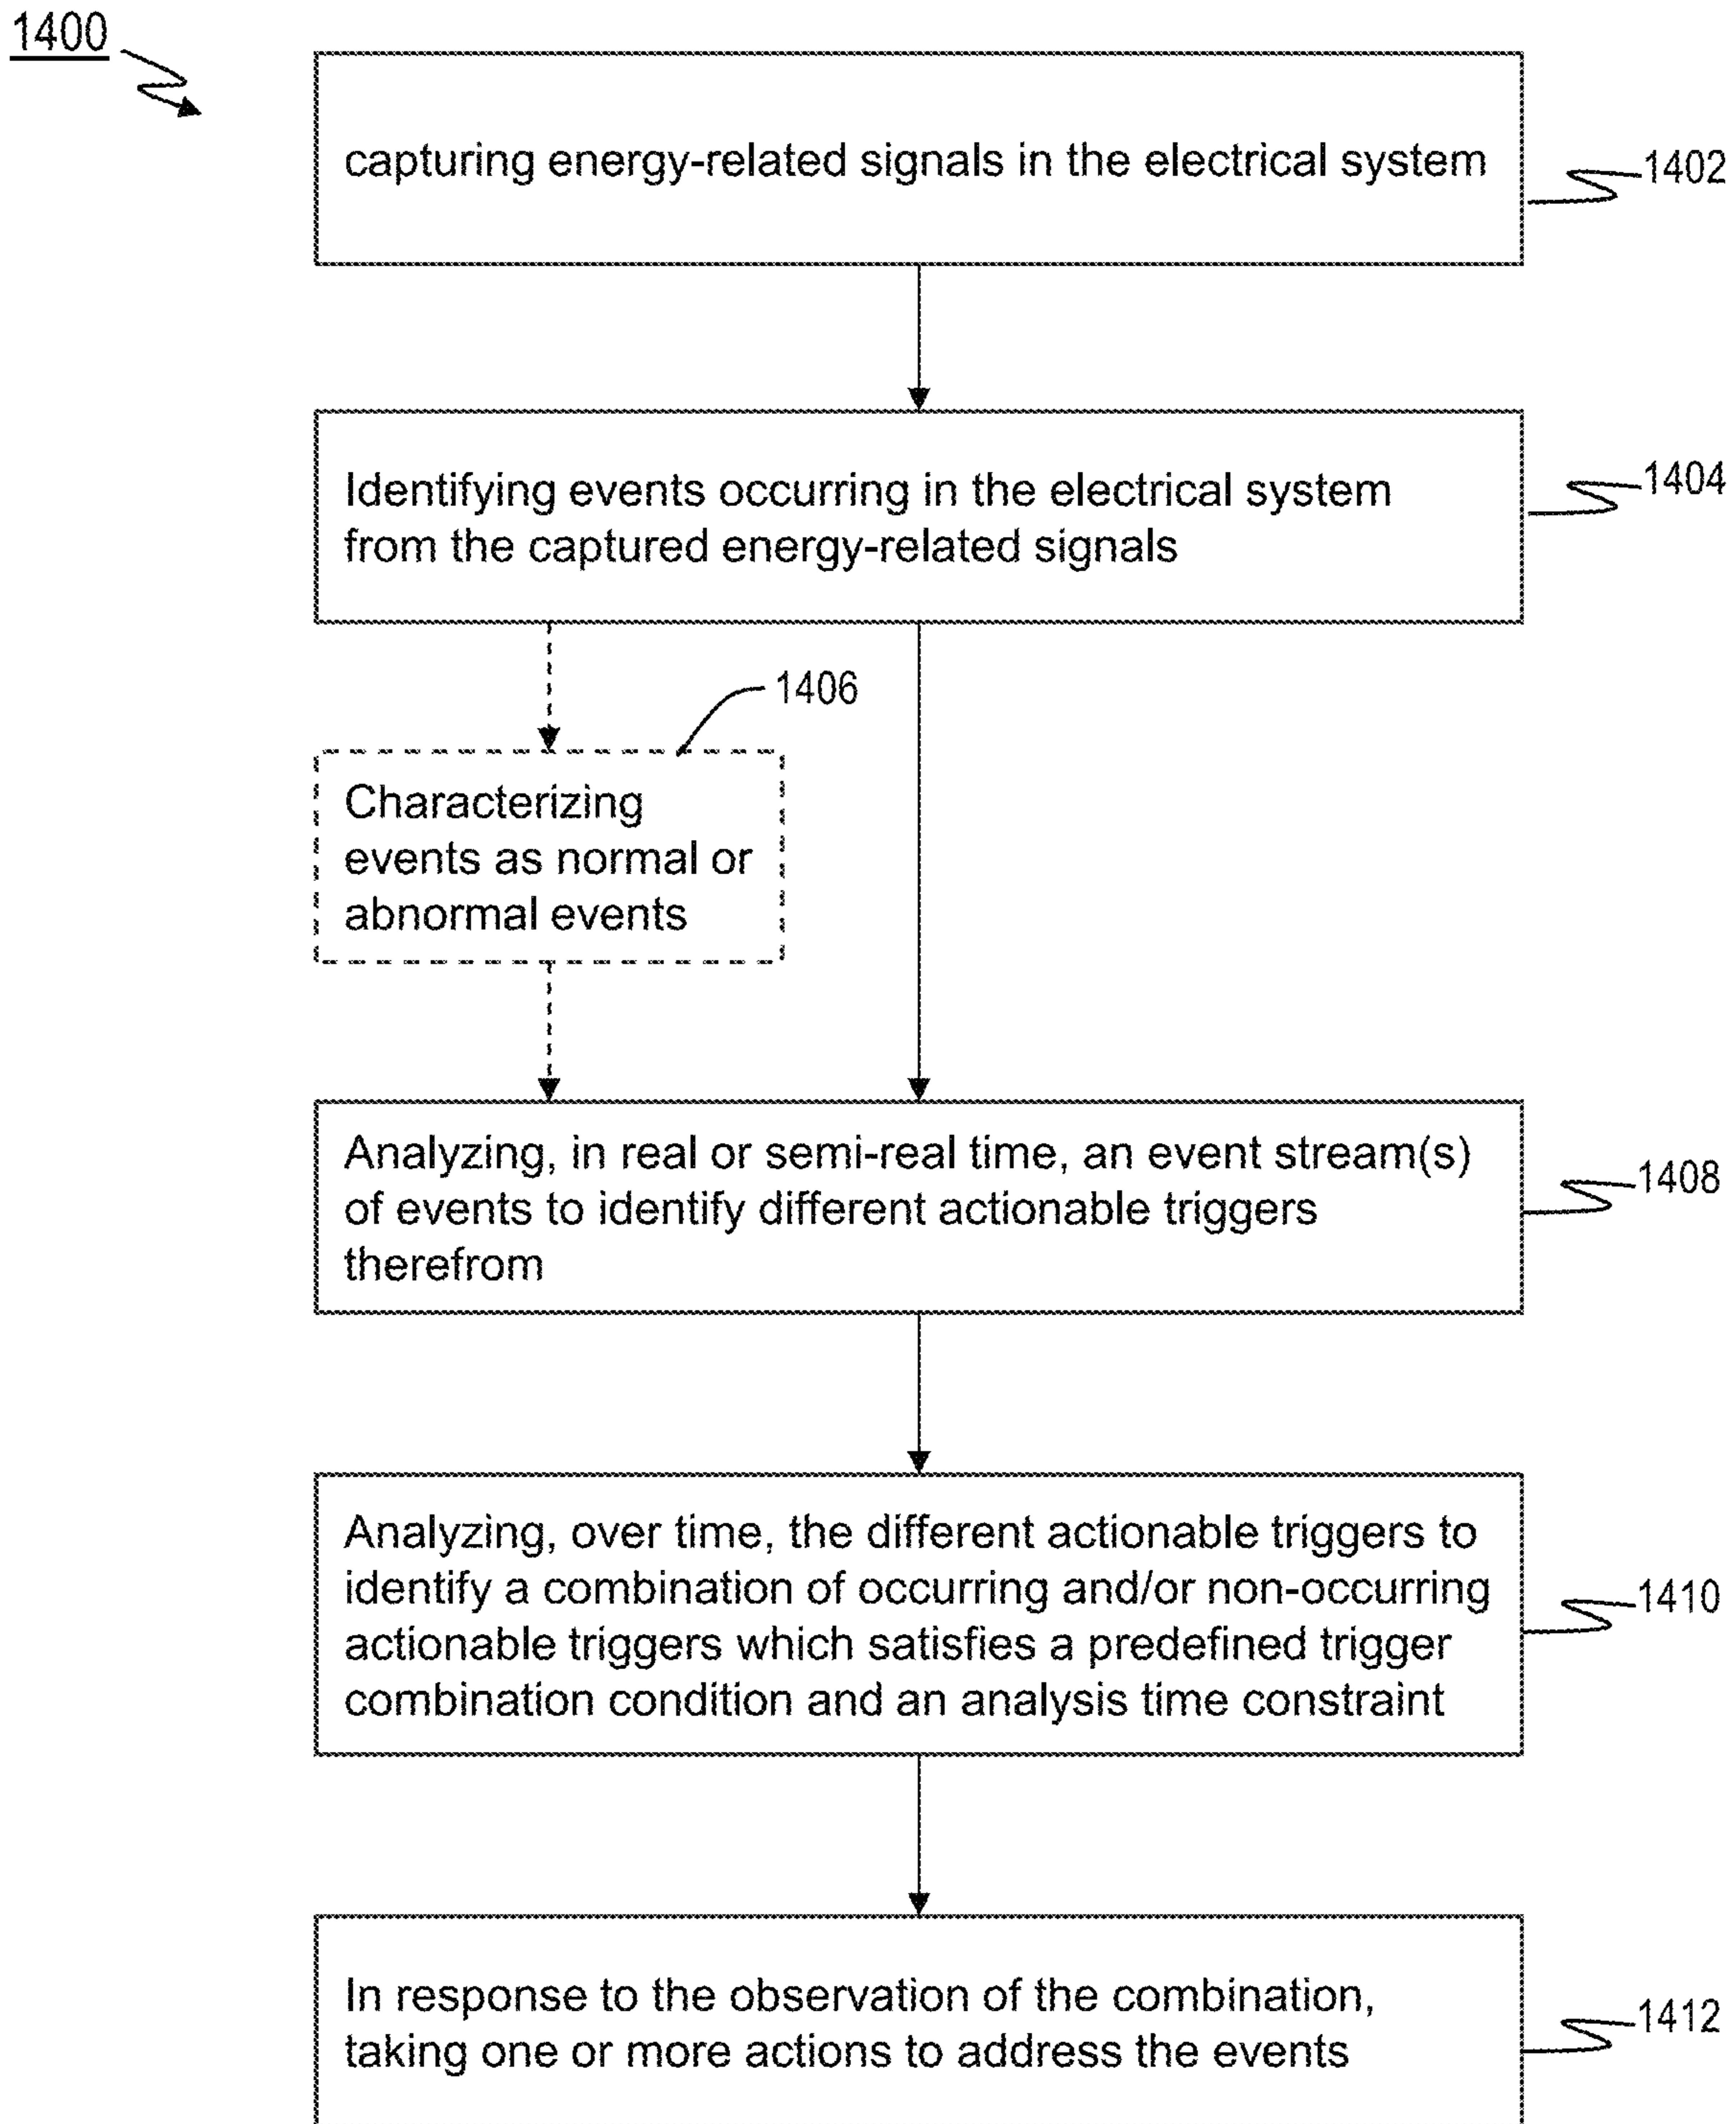 1400
capturing energy-related signals in the electrical system
1402
Identifying events occurring in the electrical system
from the captured energy-related signals
1404
1406
Characterizing
events as normal or
abnormal events
Analyzing, in real or semi-real time, an event stream(s)
of events to identify different actionable triggers
therefrom
1408
Analyzing, over time, the different actionable triggers to
identify a combination of occurring and/or non-occurring
actionable triggers which satisfies a predefined trigger
combination condition and an analysis time constraint
1410
In response to the observation of the combination,
taking one or more actions to address the events
1412